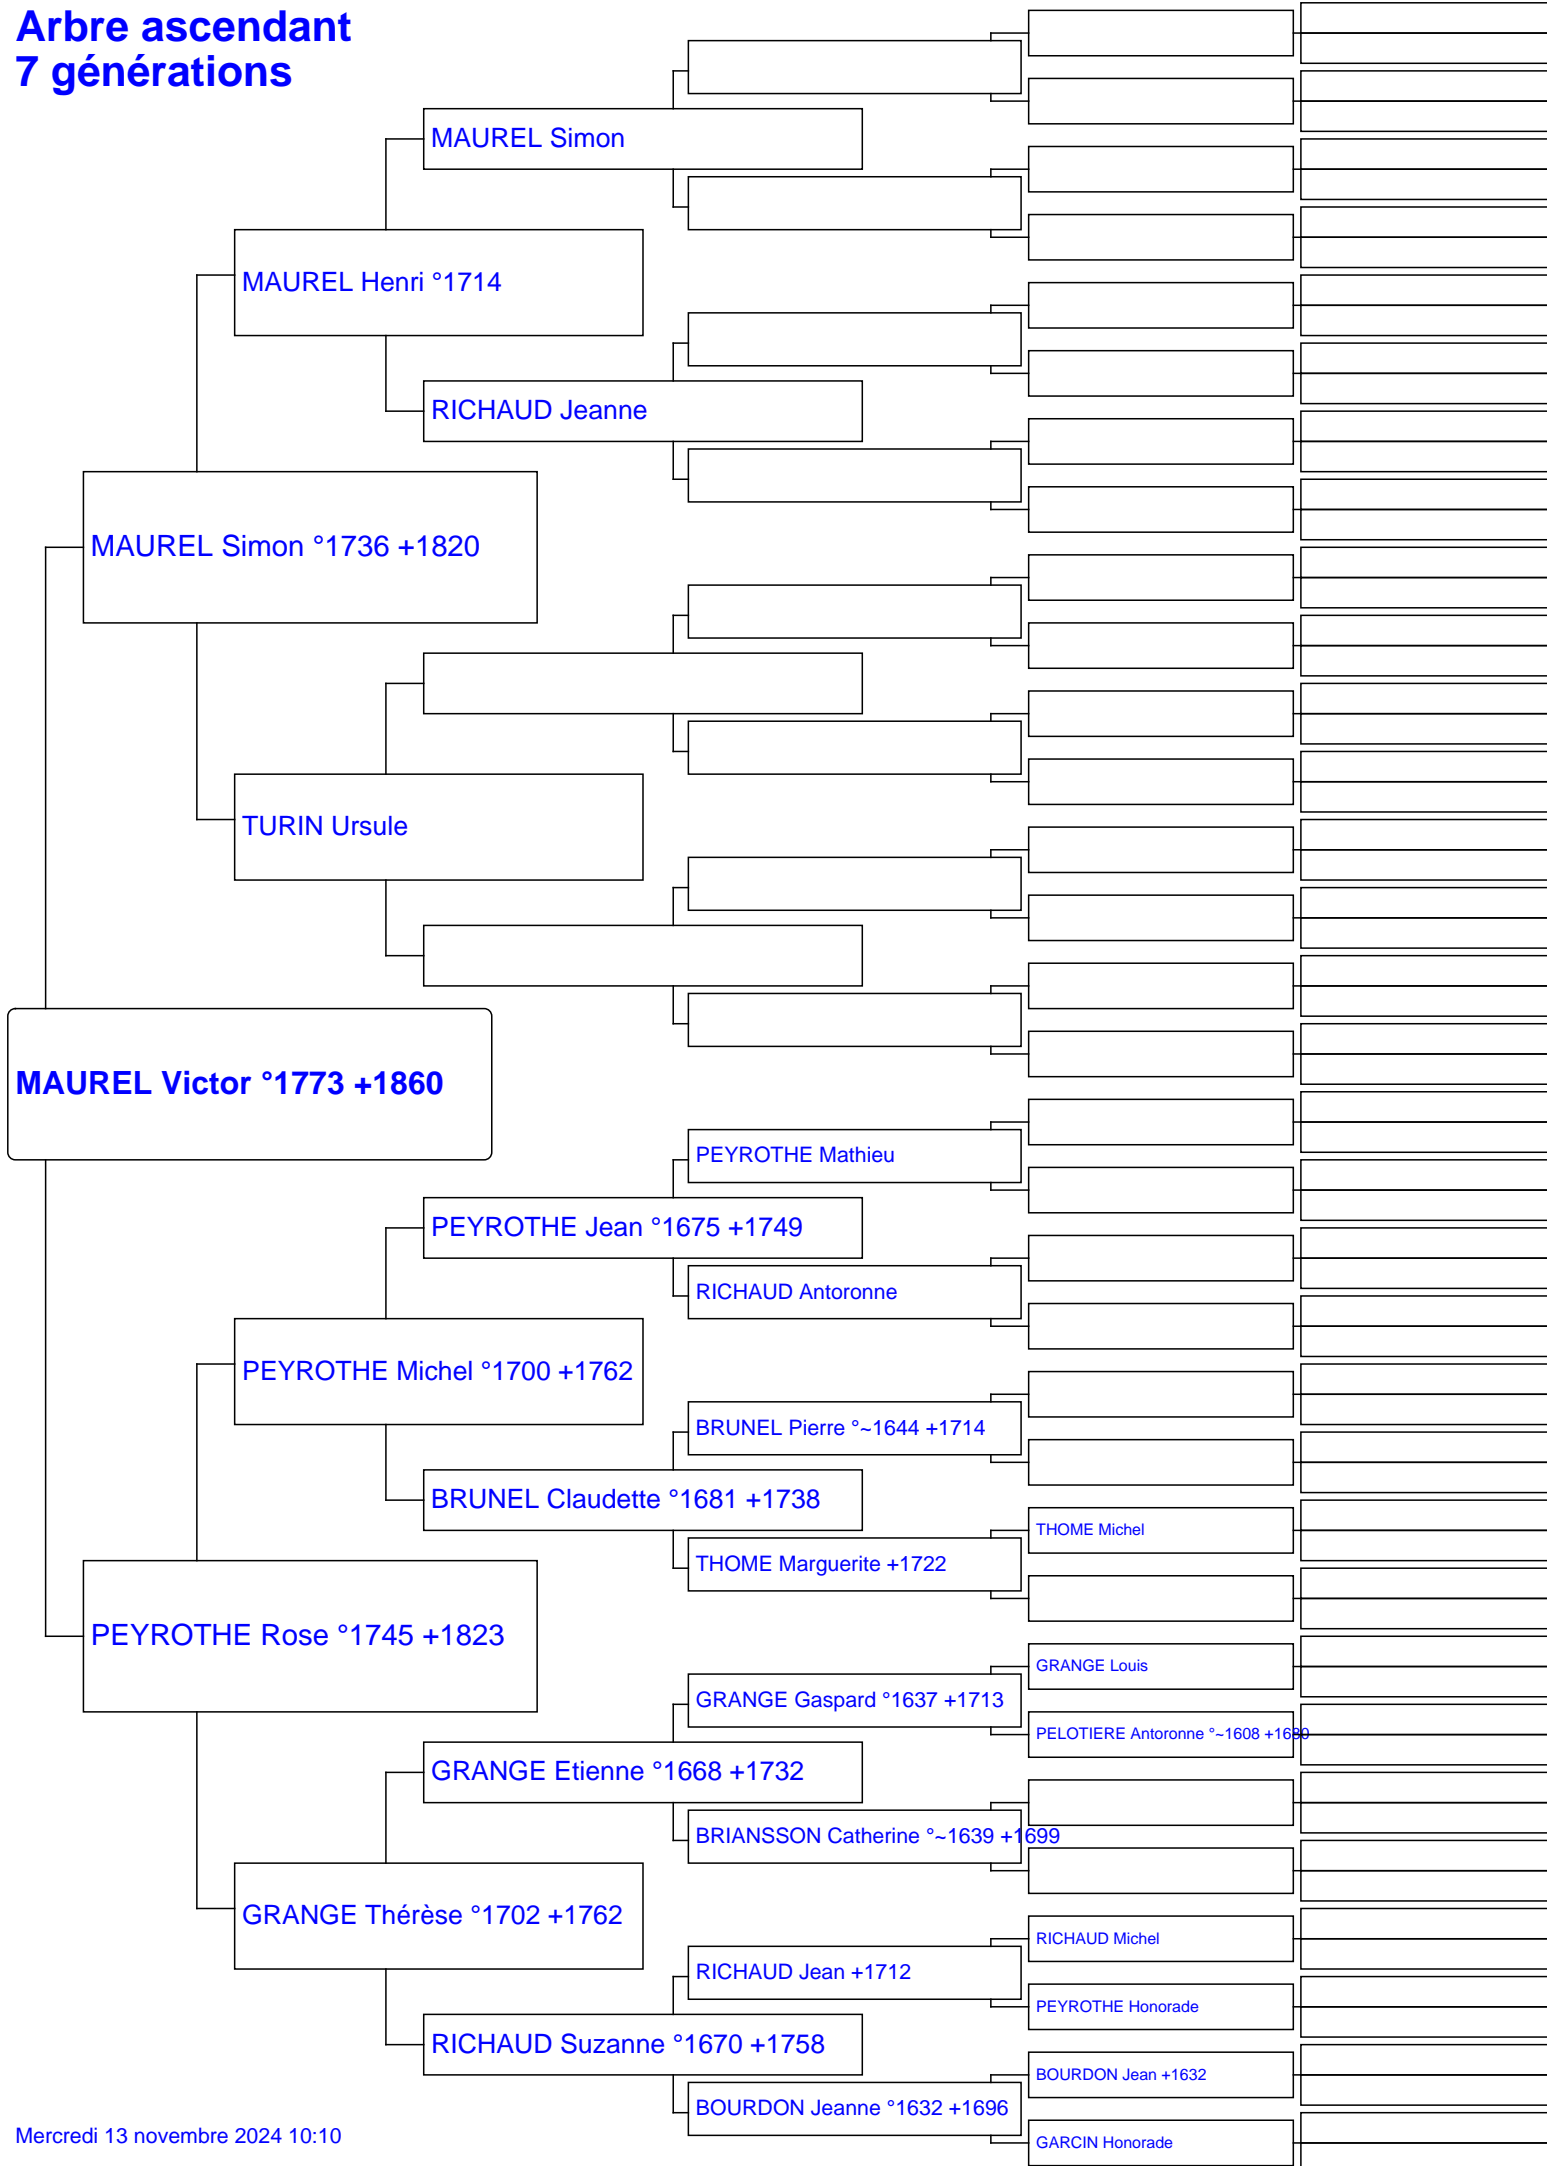 Arbre ascendant
7 générations
MAUREL Simon
MAUREL Henri °1714
RICHAUD Jeanne
MAUREL Simon °1736 +1820
TURIN Ursule
MAUREL Victor °1773 +1860
PEYROTHE Mathieu
PEYROTHE Jean °1675 +1749
RICHAUD Antoronne
PEYROTHE Michel °1700 +1762
BRUNEL Pierre °~1644 +1714
BRUNEL Claudette °1681 +1738
THOME Michel
THOME Marguerite +1722
PEYROTHE Rose °1745 +1823
GRANGE Louis
GRANGE Gaspard °1637 +1713
PELOTIERE Antoronne °~1608 +1680
GRANGE Etienne °1668 +1732
BRIANSSON Catherine °~1639 +1699
GRANGE Thérèse °1702 +1762
RICHAUD Michel
RICHAUD Jean +1712
PEYROTHE Honorade
RICHAUD Suzanne °1670 +1758
BOURDON Jean +1632
BOURDON Jeanne °1632 +1696
GARCIN Honorade
Mercredi 13 novembre 2024 10:10